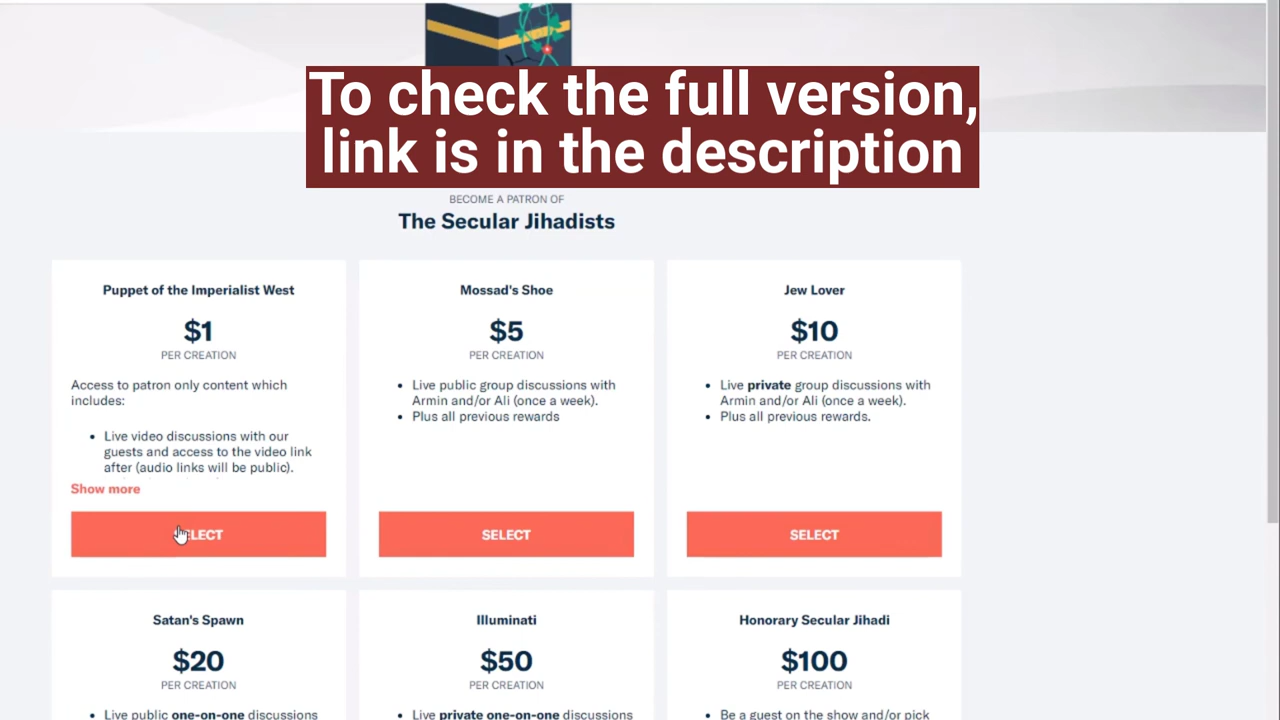 To check the full version,
link is in the description
BECOME A PATRON OF
The Secular Jihadists
Puppet of the Imperialist West
$1
PER CREATION
Access to patron only content which
includes:
• Live video discussions with our
guests and access to the video link
after (audio links will be public).
Show more
SELECT
Mossad's Shoe
$5
PER CREATION
• Live public group discussions with
Armin and/or Ali (once a week).
• Plus all previous rewards
SELECT
Jew Lover
$10
PER CREATION
• Live private group discussions with
Armin and/or Ali (once a week).
• Plus all previous rewards.
SELECT
Satan's Spawn
$20
PER CREATION
• Live public one-on-one discussions
Illuminati
$50
PER CREATION
• Live private one-on-one discussions
Honorary Secular Jihadi
$100
PER CREATION
• Be a guest on the show and/or pick